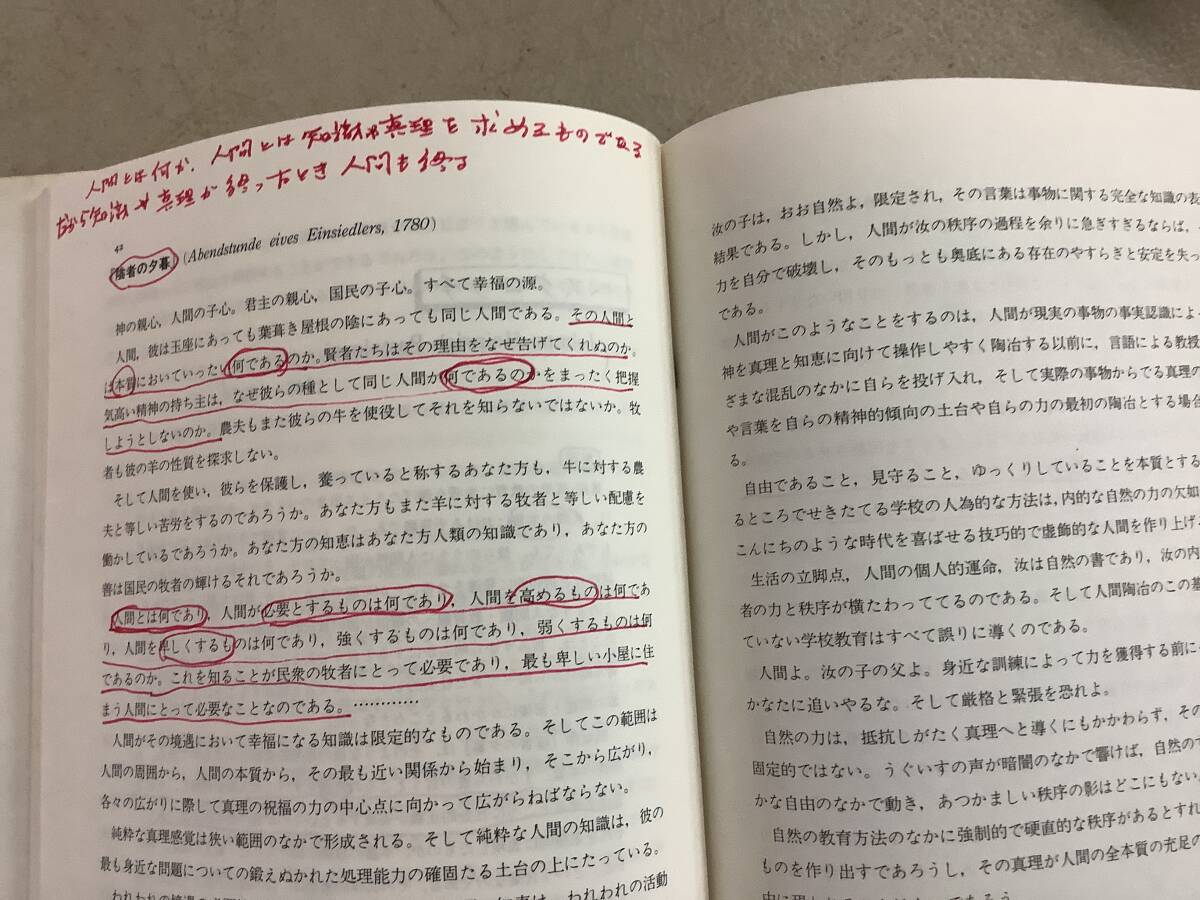 人間とは何か、人間とは知識や真理を求めるものである
だから知識や真理が終ったとき人間も終る
42
『陰者の夕暮』(Abendstunde eives Einsiedlers, 1780)
神の親心,人間の子心。君主の親心,国民の子心。すべて幸福の源。
人間,彼は玉座にあっても葉葺き屋根の陰にあっても同じ人間である。その人間と
は本質においていったい何であるのか。賢者たちはその理由をなぜ告げてくれぬのか。
気高い精神の持ち主は,なぜ彼らの種として同じ人間が何であるのかをまったく把握
しようとしないのか。農夫もまた彼らの牛を使役してそれを知らないではないか。牧
者も彼の羊の性質を探求しない。
そして人間を使い,彼らを保護し,養っていると称するあなた方も,牛に対する農
夫と等しい苦労をするのであろうか。あなた方もまた羊に対する牧者と等しい配慮を
働かしているであろうか。あなた方の知恵はあなた方人類の知識であり,あなた方の
善は国民の牧者の輝けるそれであろうか。
人間とは何であり,人間が必要とするものは何であり,人間を高めるものは何であ
り,人間を卑しくするものは何であり,強くするものは何であり,弱くするものは何
であるのか。これを知ることが民衆の牧者にとって必要であり,最も卑しい小屋に住
まう人間にとって必要なことなのである。…………
人間がその境遇において幸福になる知識は限定的なものである。そしてこの範囲は
人間の周囲から,人間の本質から,その最も近い関係から始まり,そこから広がり,
各々の広がりに際して真理の祝福の力の中心点に向かって広がらねばならない。
純粋な真理感覚は狭い範囲のなかで形成される。そして純粋な人間の知識は,彼の
最も身近な問題についての鍛えぬかれた処理能力の確固たる土台の上にたっている。
は,われわれの活動
汝の子は,おお自然よ,限定され,その言葉は事物に関する完全な知識の表
結果である。しかし,人間が汝の秩序の過程を余りに急ぎすぎるならば,
力を自分で破壊し,そのもっとも奥底にある存在のやすらぎと安定を失っ
である。
人間がこのようなことをするのは,人間が現実の事物の事実認識によ
神を真理と知恵に向けて操作しやすく陶冶する以前に,言語による教授
ざまな混乱のなかに自らを投げ入れ,そして実際の事物からでる真理の
や言葉を自らの精神的傾向の土台や自らの力の最初の陶冶とする場合
る。
自由であること,見守ること,ゆっくりしていることを本質とする
るところでせきたてる学校の人為的な方法は,内的な自然の力の欠如
こんにちのような時代を喜ばせる技巧的で虚飾的な人間を作り上げ
生活の立脚点,人間の個人的運命,汝は自然の書であり,汝の内
者の力と秩序が横たわっててるのである。そして人間陶冶のこの基
ていない学校教育はすべて誤りに導くのである。
人間よ。汝の子の父よ。身近な訓練によって力を獲得する前に
かなたに追いやるな。そして厳格と緊張を恐れよ。
自然の力は,抵抗しがたく真理へと導くにもかかわらず,その
固定的ではない。うぐいすの声が暗闇のなかで響けば,自然の
かな自由のなかで動き,あつかましい秩序の影はどこにもない。
自然の教育方法のなかに強制的で硬直的な秩序があるとすれ
ものを作り出すであろうし,その真理が人間の全本質の充足の